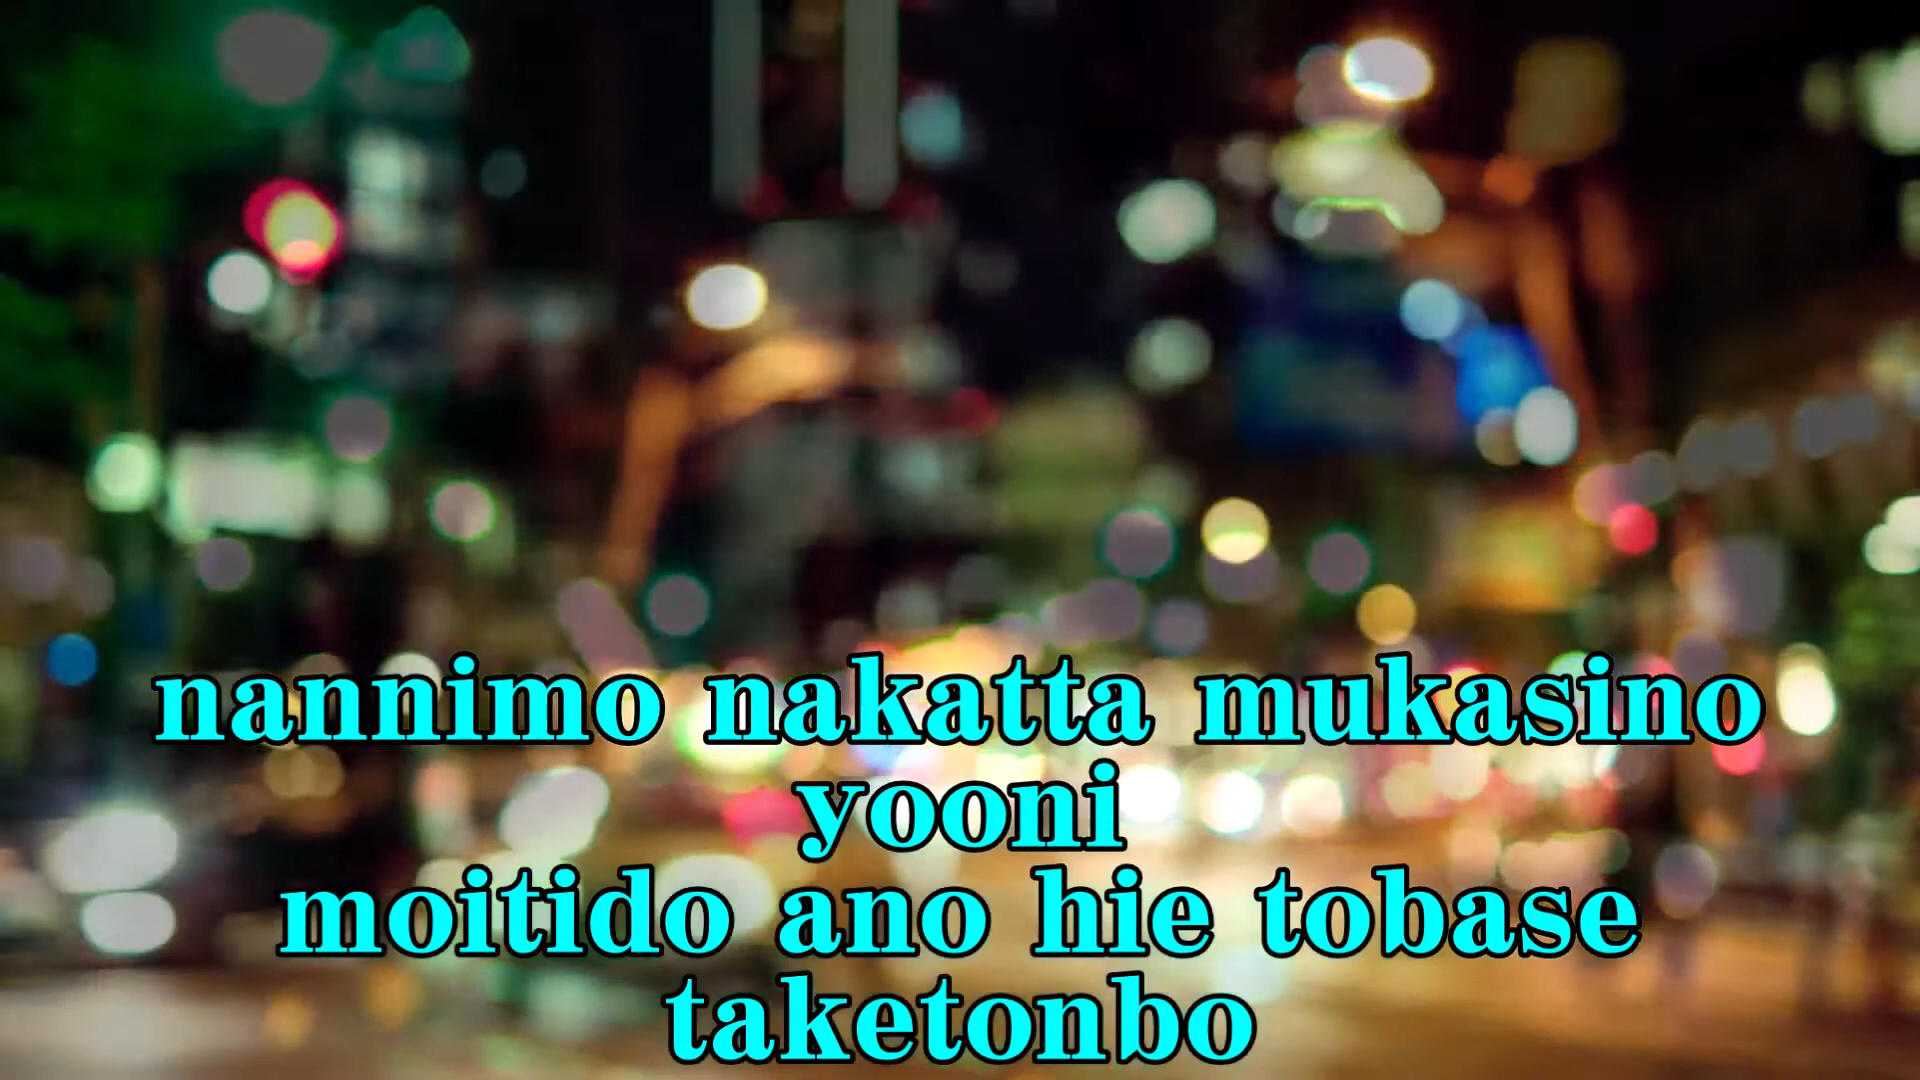 nannimo nakatta mukasino
yooni
moitido ano hie tobase
taketonbo